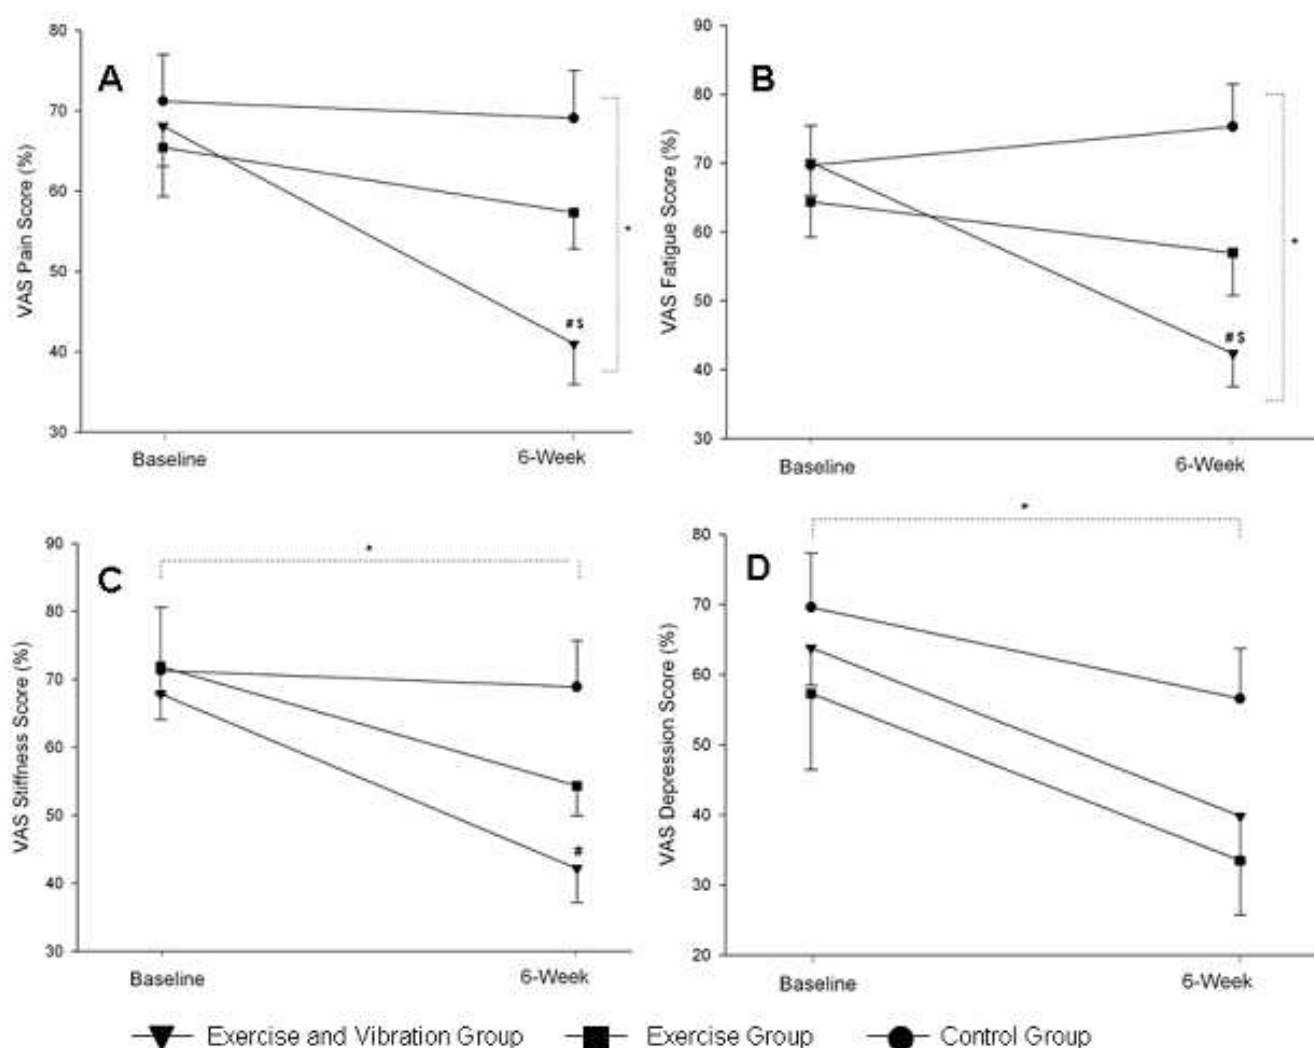 A
VAS Pain Score (%)
80
70
60
50
40
30
*
# $
Baseline
6-Week
B
VAS Fatigue Score (%)
90
80
70
60
50
40
30
*
# $
Baseline
6-Week
C
VAS Stiffness Score (%)
90
80
70
60
50
40
30
*
#
Baseline
6-Week
D
VAS Depression Score (%)
80
70
60
50
40
30
20
*
Baseline
6-Week
Exercise and Vibration Group Exercise Group Control Group